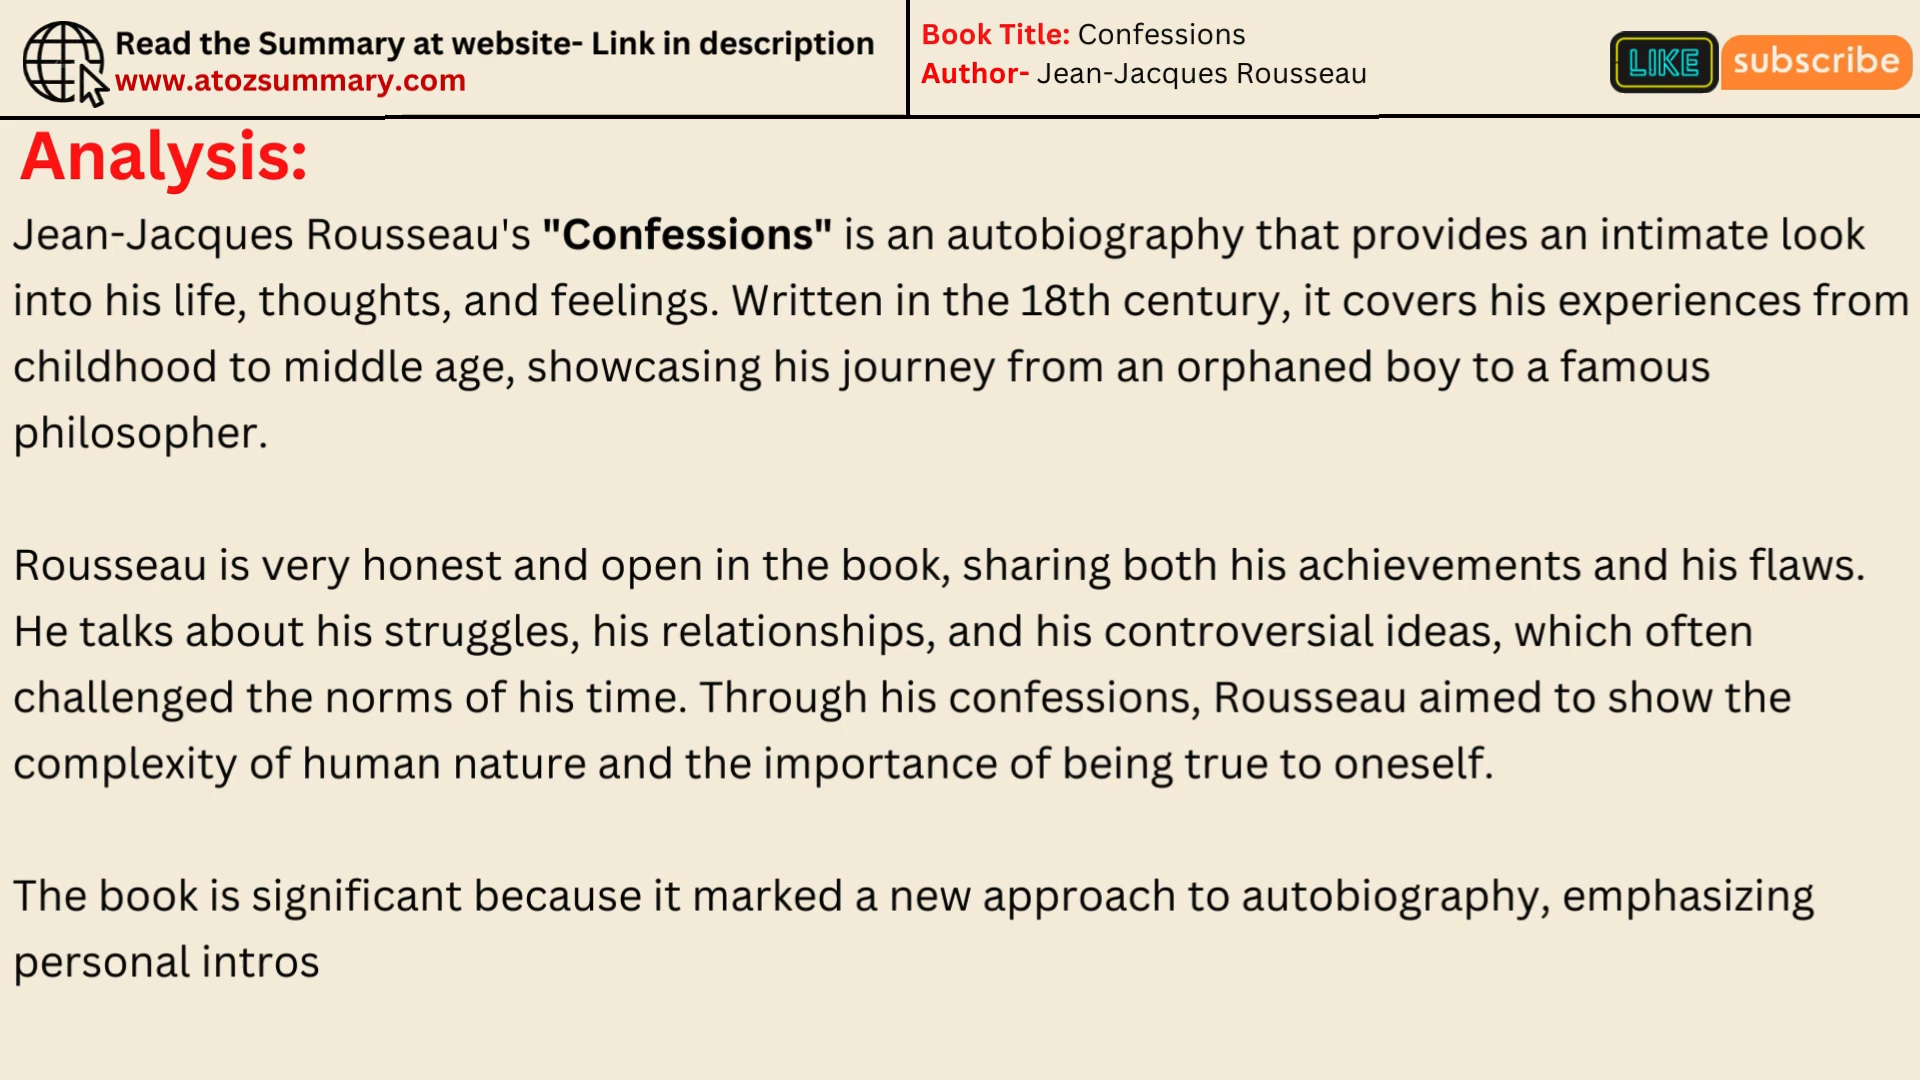 Read the Summary at website- Link in description
www.atozsummary.com
Book Title: Confessions
Author- Jean-Jacques Rousseau
LIKE
subscribe
Analysis:
Jean-Jacques Rousseau's "Confessions" is an autobiography that provides an intimate look
into his life, thoughts, and feelings. Written in the 18th century, it covers his experiences from
childhood to middle age, showcasing his journey from an orphaned boy to a famous
philosopher.
Rousseau is very honest and open in the book, sharing both his achievements and his flaws.
He talks about his struggles, his relationships, and his controversial ideas, which often
challenged the norms of his time. Through his confessions, Rousseau aimed to show the
complexity of human nature and the importance of being true to oneself.
The book is significant because it marked a new approach to autobiography, emphasizing
personal intros